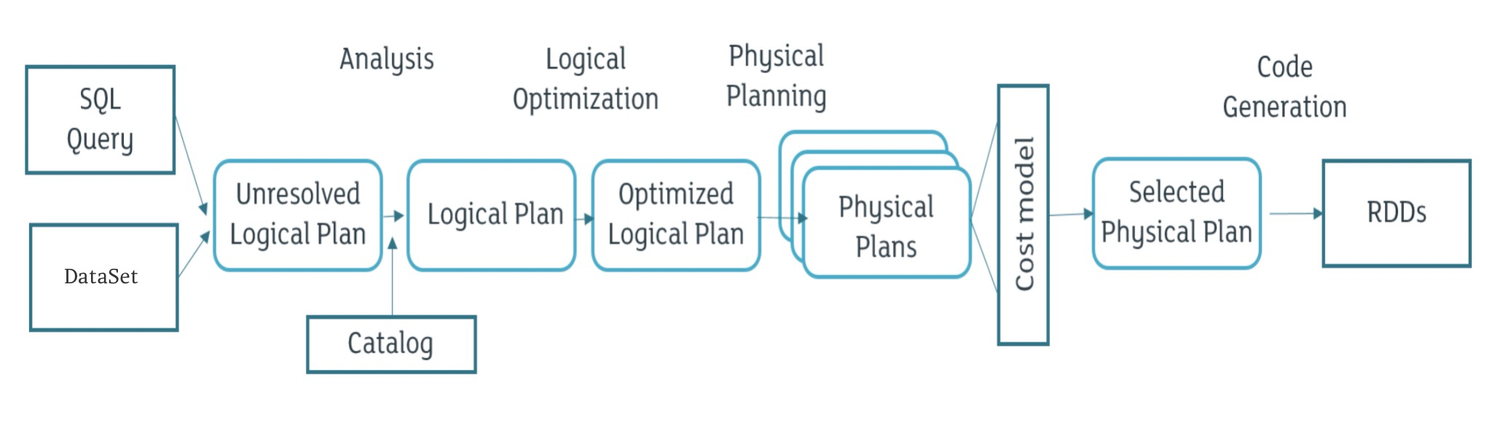 Analysis
Logical
Optimization
Physical
Planning
Code
Generation
SQL
Query
DataSet
Unresolved
Logical Plan
Catalog
Logical Plan
Optimized
Logical Plan
Physical
Plans
Cost model
Selected
Physical Plan
RDDs